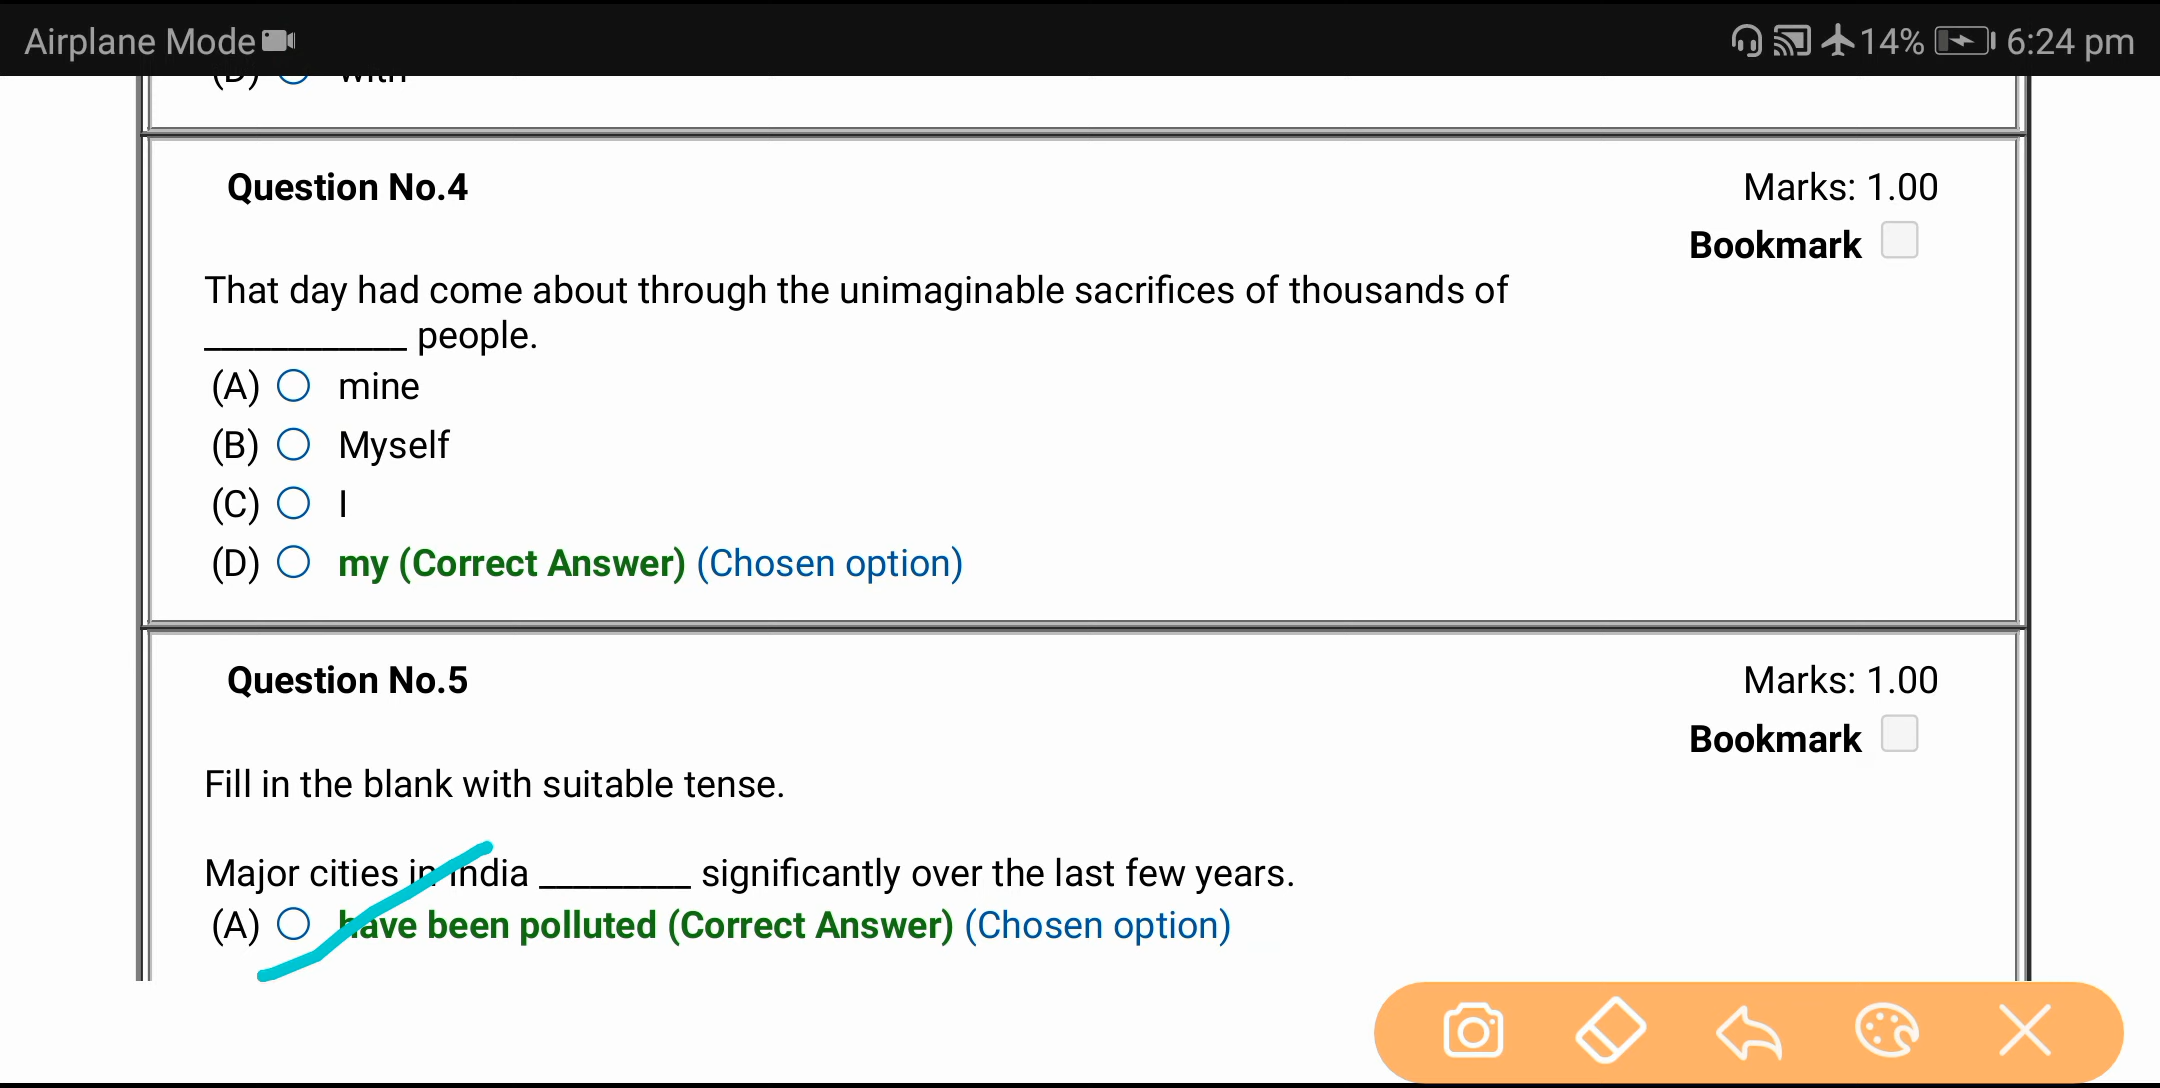 Airplane Mode
14% 6:24 pm
(D) with
Question No.4 Marks: 1.00
Bookmark
That day had come about through the unimaginable sacrifices of thousands of
____________ people.
(A) mine
(B) Myself
(C) I
(D) my (Correct Answer) (Chosen option)
Question No.5 Marks: 1.00
Bookmark
Fill in the blank with suitable tense.
Major cities in India _________ significantly over the last few years.
(A) have been polluted (Correct Answer) (Chosen option)